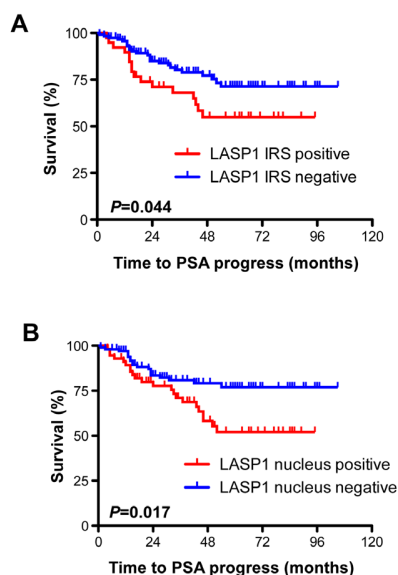 A
100
75
50
25
0
Survival (%)
LASP1 IRS positive
LASP1 IRS negative
P=0.044
0 24 48 72 96 120
Time to PSA progress (months)
B
100
75
50
25
0
Survival (%)
LASP1 nucleus positive
LASP1 nucleus negative
P=0.017
0 24 48 72 96 120
Time to PSA progress (months)